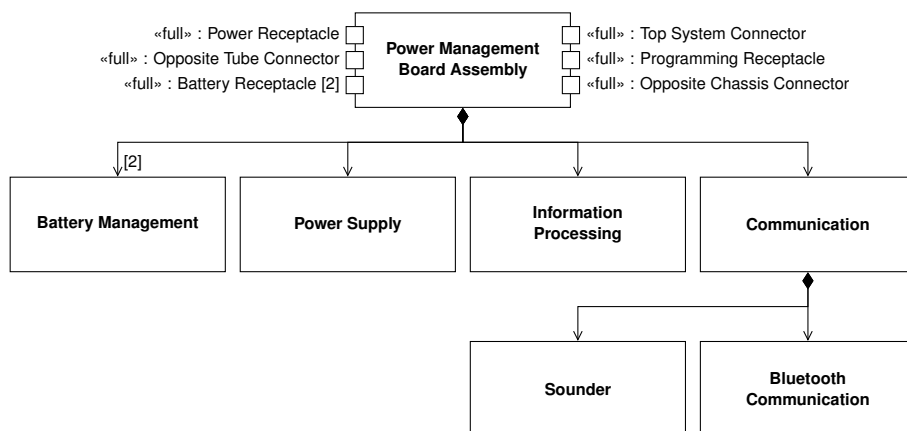 «full» : Power Receptacle
«full» : Opposite Tube Connector
«full» : Battery Receptacle [2]
Power Management
Board Assembly
«full» : Top System Connector
«full» : Programming Receptacle
«full» : Opposite Chassis Connector
[2]
Battery Management
Power Supply
Information
Processing
Communication
Sounder
Bluetooth
Communication